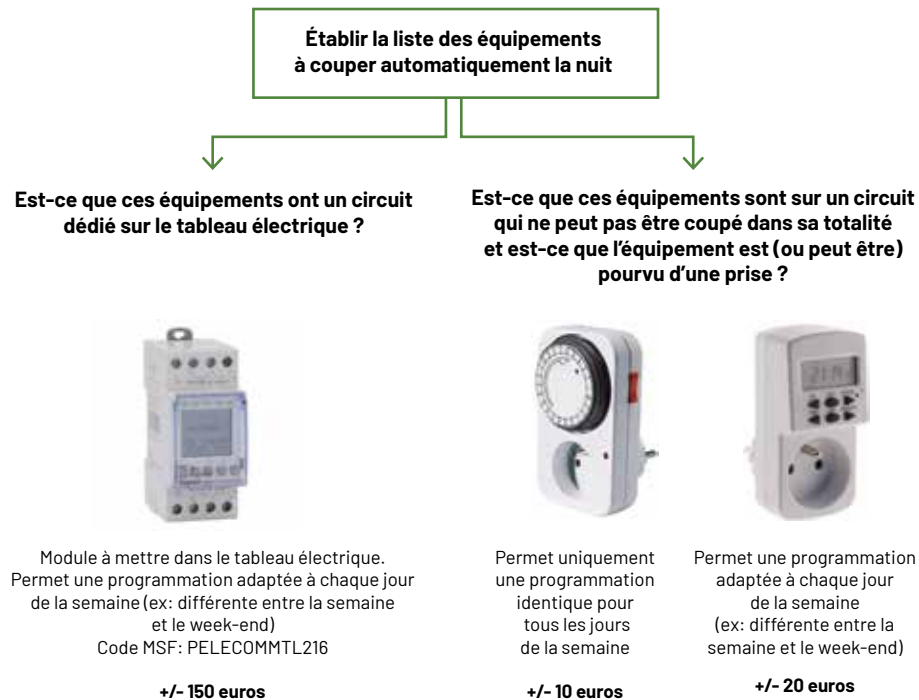 Établir la liste des équipements
à couper automatiquement la nuit
Est-ce que ces équipements ont un circuit
dédié sur le tableau électrique ?
Est-ce que ces équipements sont sur un circuit
qui ne peut pas être coupé dans sa totalité
et est-ce que l’équipement est (ou peut être)
pourvu d’une prise ?
Module à mettre dans le tableau électrique.
Permet une programmation adaptée à chaque jour
de la semaine (ex: différente entre la semaine
et le week-end)
Code MSF: PELECOMMTL216
+/- 150 euros
Permet uniquement
une programmation
identique pour
tous les jours
de la semaine
+/- 10 euros
Permet une programmation
adaptée à chaque jour
de la semaine
(ex: différente entre la
semaine et le week-end)
+/- 20 euros